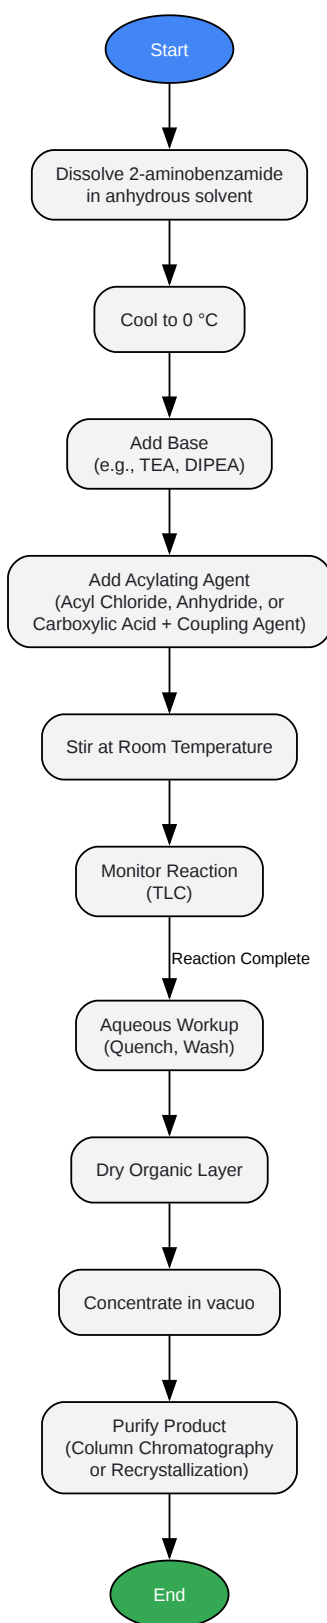 Start
Dissolve 2-aminobenzamide
in anhydrous solvent
Cool to 0 °C
Add Base
(e.g., TEA, DIPEA)
Add Acylating Agent
(Acyl Chloride, Anhydride, or
Carboxylic Acid + Coupling Agent)
Stir at Room Temperature
Monitor Reaction
(TLC)
Reaction Complete
Aqueous Workup
(Quench, Wash)
Dry Organic Layer
Concentrate in vacuo
Purify Product
(Column Chromatography
or Recrystallization)
End